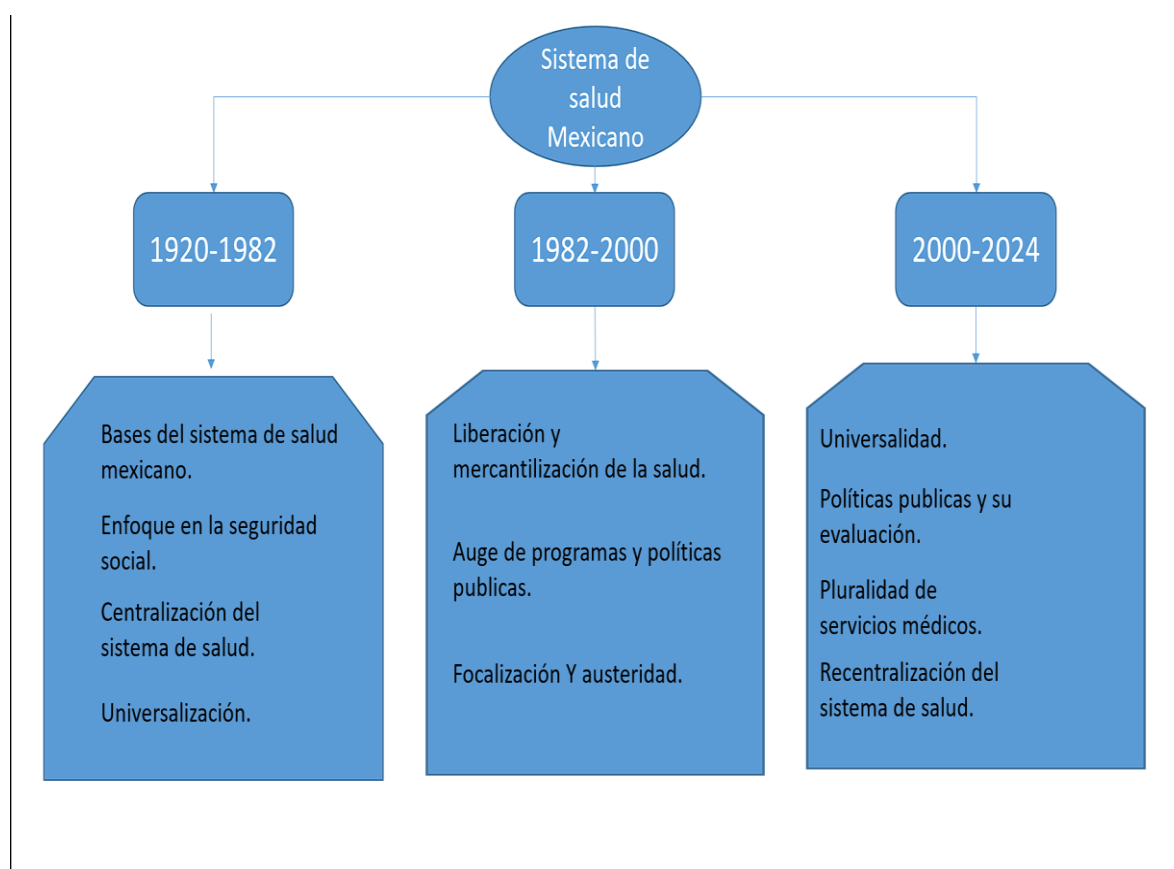 Sistema de
salud
Mexicano
1920-1982
1982-2000
2000-2024
Bases del sistema de salud
mexicano.
Enfoque en la seguridad
social.
Centralización del
sistema de salud.
Universalización.
Liberación y
mercantilización de la salud.
Auge de programas y políticas
publicas.
Focalización Y austeridad.
Universalidad.
Políticas publicas y su
evaluación.
Pluralidad de
servicios médicos.
Recentralización del
sistema de salud.